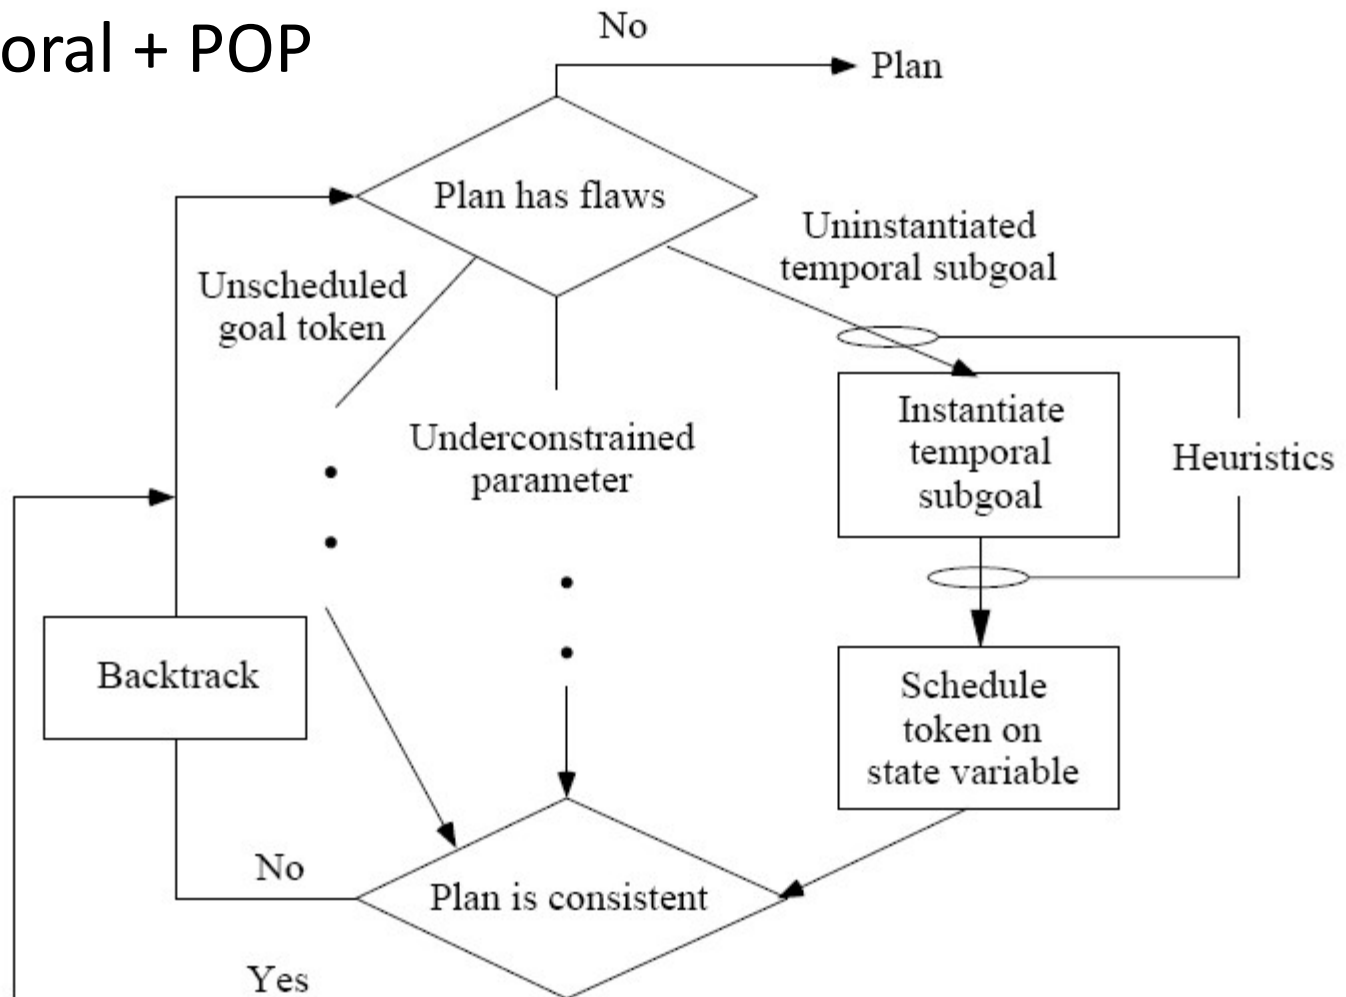 oral + POP
No
Plan
Plan has flaws
Uninstantiated
temporal subgoal
Unscheduled
goal token
Underconstrained
parameter
Instantiate
temporal
subgoal
Heuristics
Backtrack
Schedule
token on
state variable
No
Plan is consistent
Yes